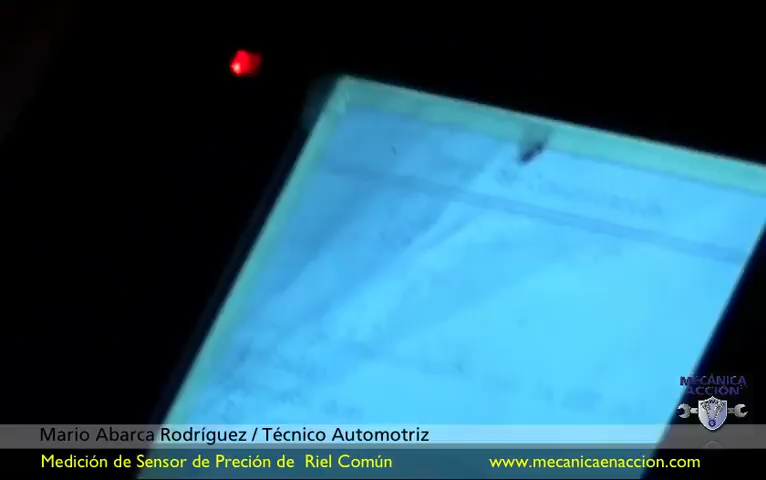 MECÁNICA
ACCIÓN
Mario Abarca Rodríguez / Técnico Automotriz
Medición de Sensor de Preción de  Riel Común
www.mecanicaenaccion.com